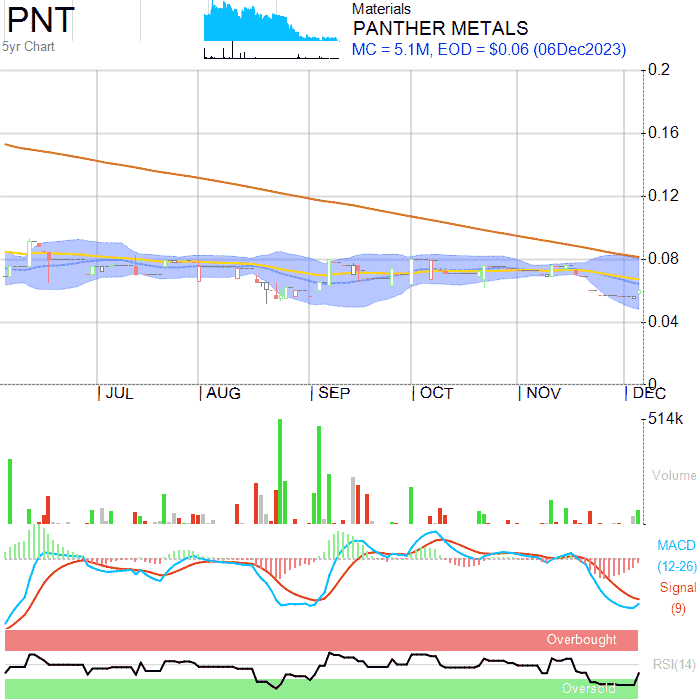 PNT
5yr Chart
Materials
PANTHER METALS
MC = 5.1M, EOD = $0.06 (06Dec2023)
0.2
0.16
0.12
0.08
0.04
0
JUL AUG SEP OCT NOV DEC
514k
Volume
MACD
(12-26)
Signal
(9)
Overbought
RSI(14)
Oversold